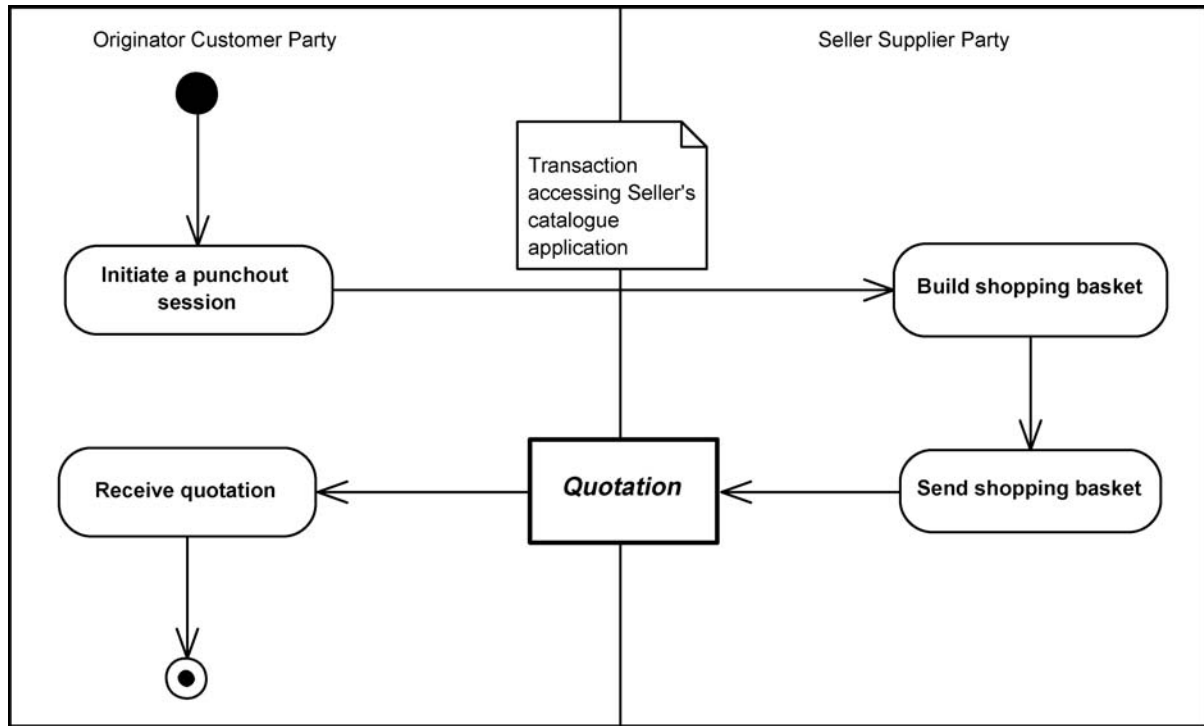 Originator Customer Party
Seller Supplier Party
Transaction
accessing Seller's
catalogue
application
Initiate a punchout
session
Build shopping basket
Receive quotation
Quotation
Send shopping basket